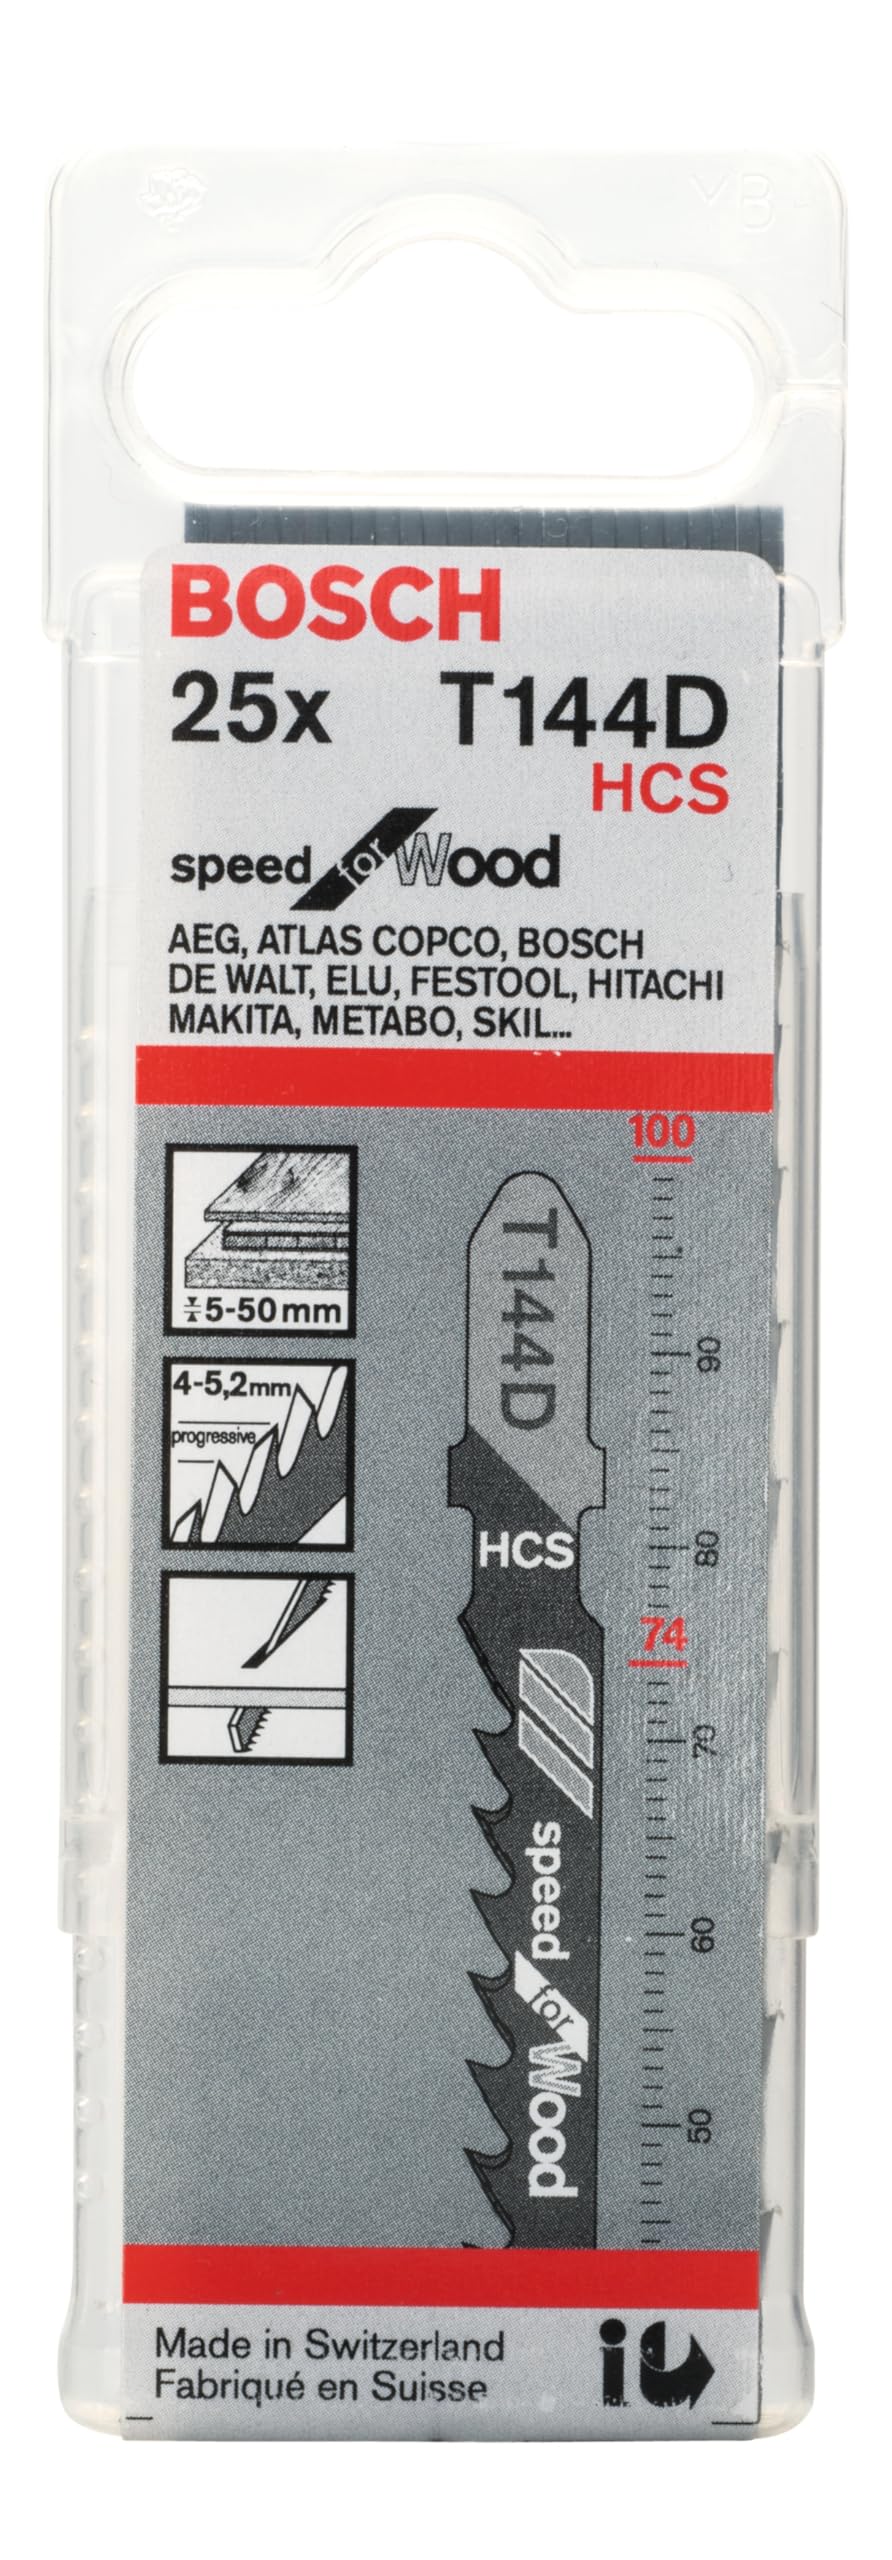 BOSCH
25x T144D
HCS
speed for Wood
AEG, ATLAS COPCO, BOSCH
DE WALT, ELU, FESTOOL, HITACHI
MAKITA, METABO, SKIL...
100
90
80
74
70
60
50
5-50mm
4-5,2mm
progressive
T144D
HCS
speed for Wood
Made in Switzerland
Fabriqué en Suisse